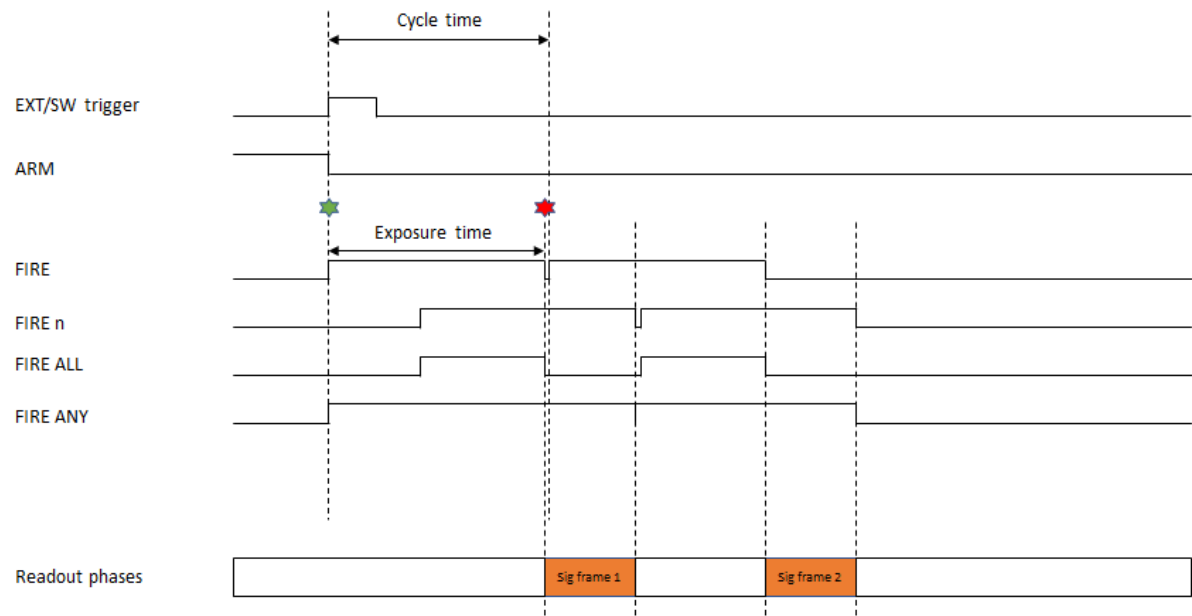 Cycle time
EXT/SW trigger
ARM
Exposure time
FIRE
FIRE n
FIRE ALL
FIRE ANY
Readout phases
Sig frame 1
Sig frame 2